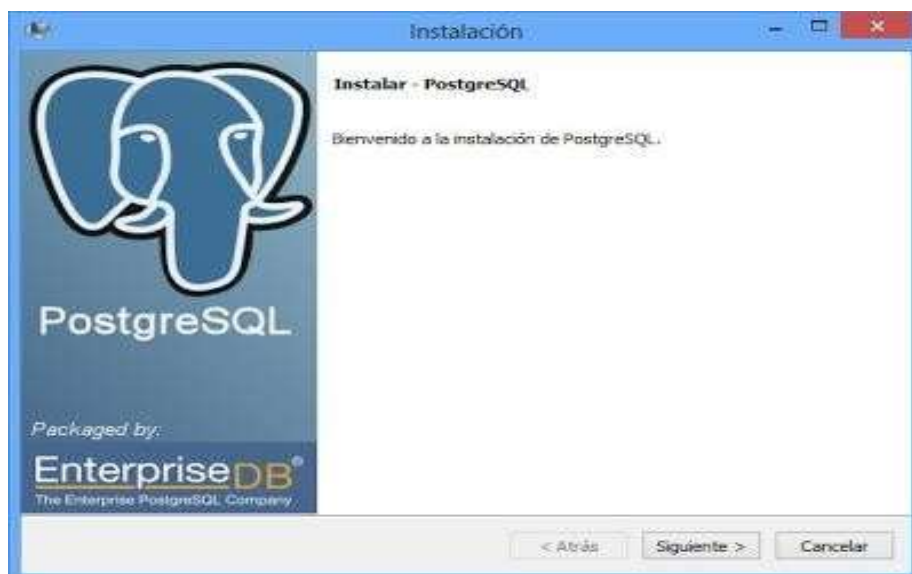 Instalación
Instalar - PostgreSQL
Bienvenido a la instalación de PostgreSQL.
PostgreSQL
Packaged by:
EnterpriseDB®
The Enterprise PostgreSQL Company
< Atrás
Siguiente >
Cancelar